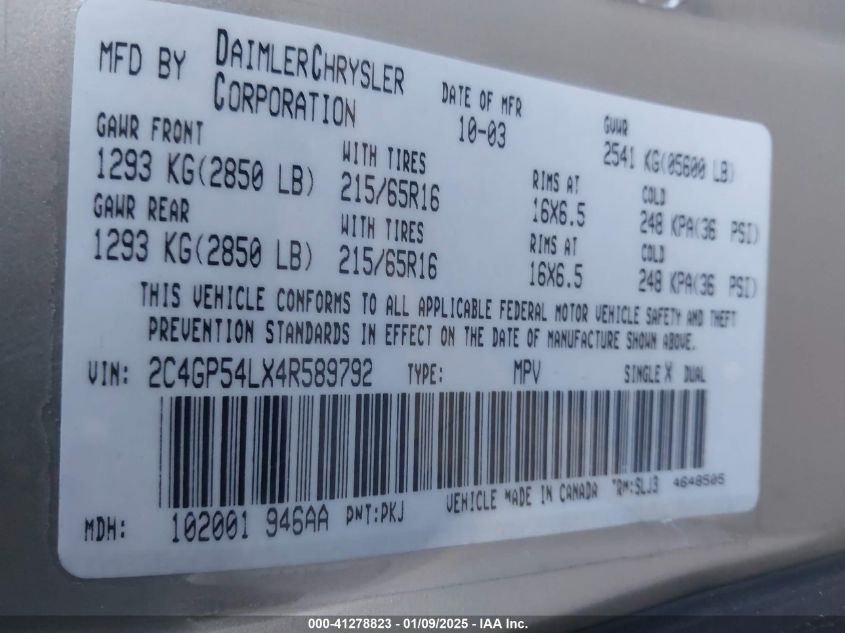 MFD BY DAIMLERCHRYSLER CORPORATION
DATE OF MFR 10-03
GVWR 2541 KG(05600 LB)
GAWR FRONT
1293 KG(2850 LB)
WITH TIRES
215/65R16
RIMS AT
16X6.5
COLD
248 KPA(36 PSI)
GAWR REAR
1293 KG(2850 LB)
WITH TIRES
215/65R16
RIMS AT
16X6.5
COLD
248 KPA(36 PSI)
THIS VEHICLE CONFORMS TO ALL APPLICABLE FEDERAL MOTOR VEHICLE SAFETY AND THEFT
PREVENTION STANDARDS IN EFFECT ON THE DATE OF MANUFACTURE SHOWN ABOVE.
VIN: 2C4GP54LX4R589792 TYPE: MPV SINGLE X DUAL
MDH: 102001 946AA PNT:PKJ VEHICLE MADE IN CANADA TRM:SLJ3 4648505
000-41278823 - 01/09/2025 - IAA Inc.